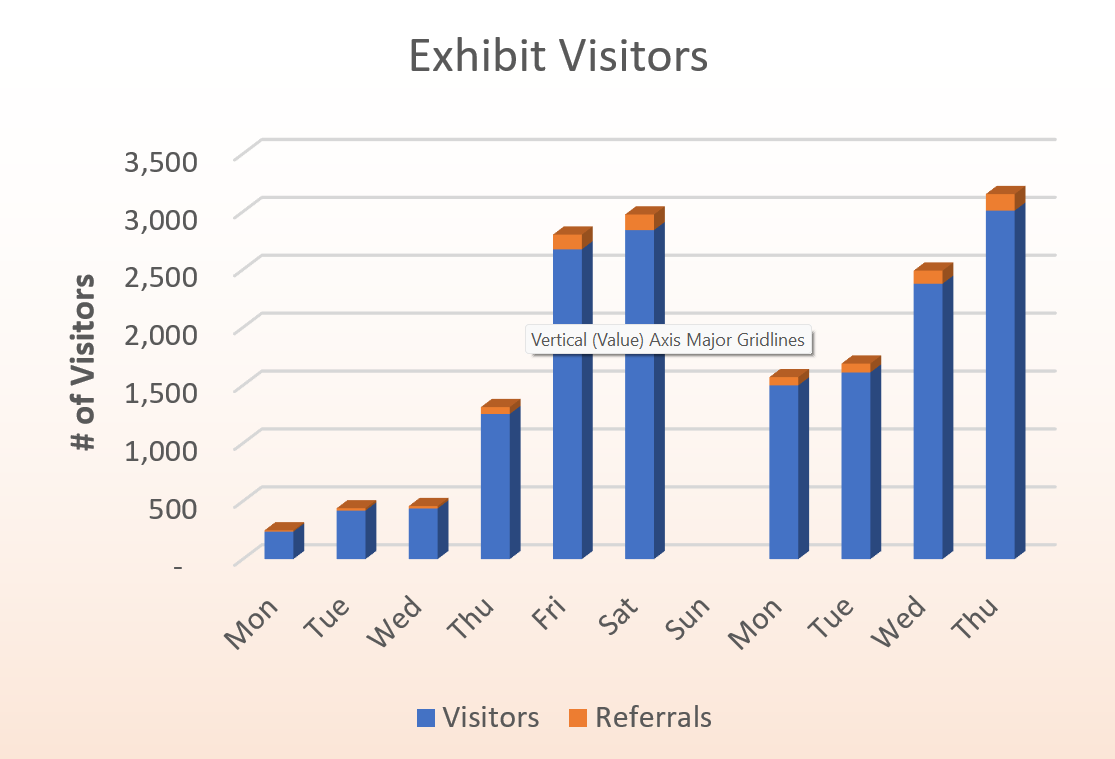 Exhibit Visitors
# of Visitors
3,500
3,000
2,500
2,000
1,500
1,000
500
-
Vertical (Value) Axis Major Gridlines
Mon Tue Wed Thu Fri Sat Sun Mon Tue Wed Thu
Visitors Referrals